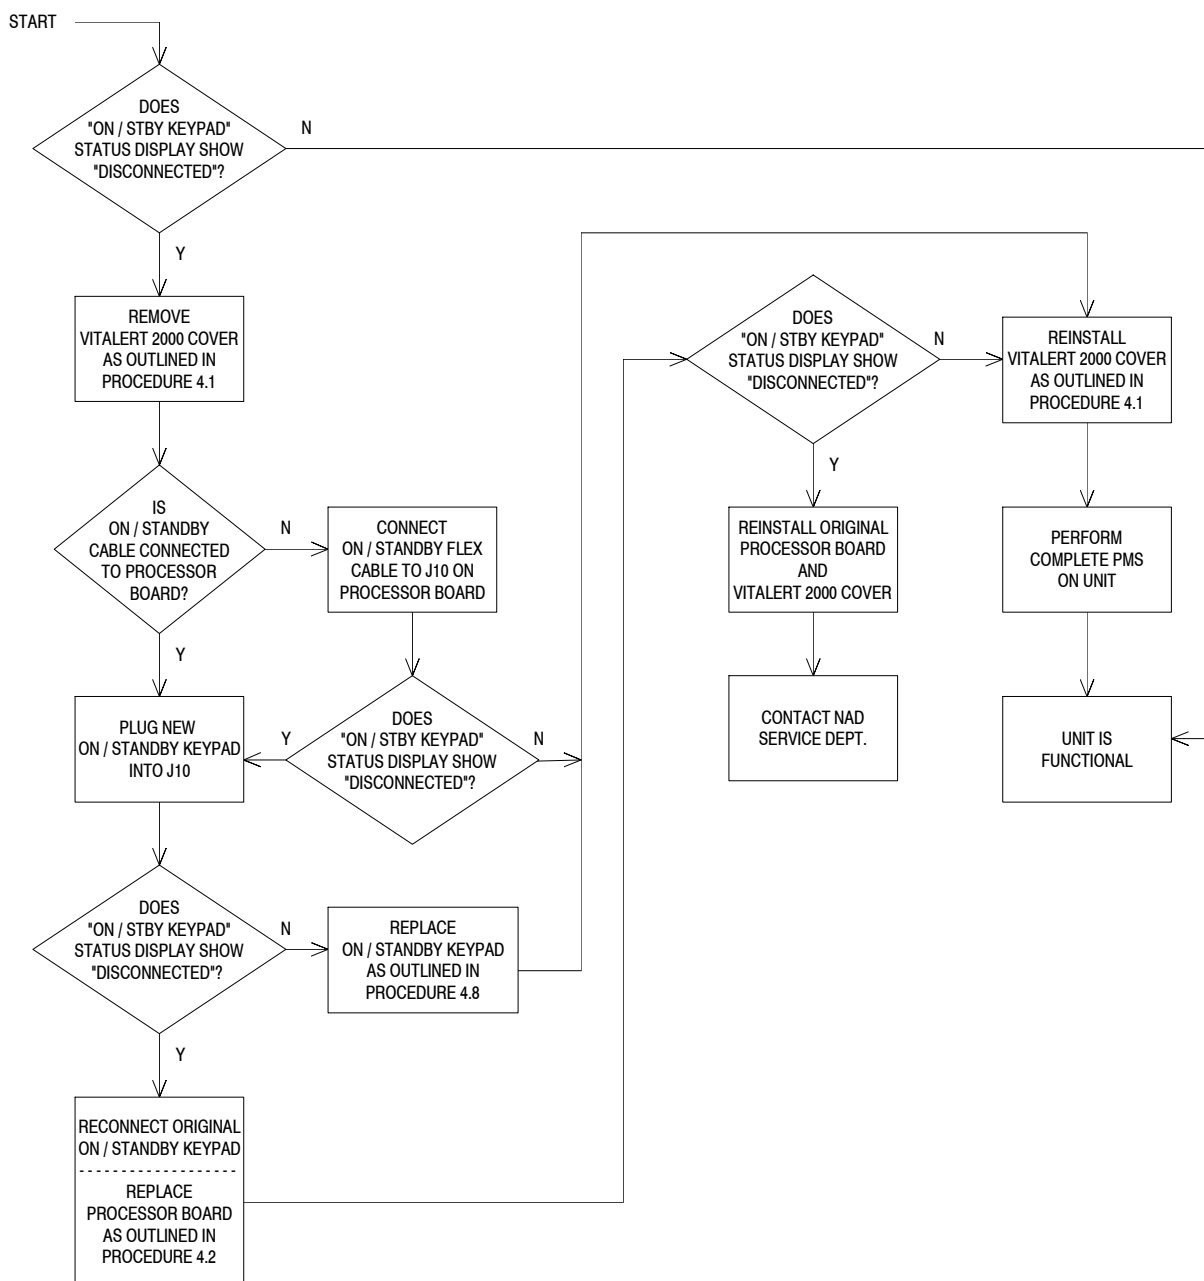 START
DOES
"ON / STBY KEYPAD"
STATUS DISPLAY SHOW
"DISCONNECTED"?
N
Y
REMOVE
VITALERT 2000 COVER
AS OUTLINED IN
PROCEDURE 4.1
IS
ON / STANDBY
CABLE CONNECTED
TO PROCESSOR
BOARD?
N
Y
CONNECT
ON / STANDBY FLEX
CABLE TO J10 ON
PROCESSOR BOARD
PLUG NEW
ON / STANDBY KEYPAD
INTO J10
Y
DOES
"ON / STBY KEYPAD"
STATUS DISPLAY SHOW
"DISCONNECTED"?
N
DOES
"ON / STBY KEYPAD"
STATUS DISPLAY SHOW
"DISCONNECTED"?
N
Y
REPLACE
ON / STANDBY KEYPAD
AS OUTLINED IN
PROCEDURE 4.8
RECONNECT ORIGINAL
ON / STANDBY KEYPAD
REPLACE
PROCESSOR BOARD
AS OUTLINED IN
PROCEDURE 4.2
DOES
"ON / STBY KEYPAD"
STATUS DISPLAY SHOW
"DISCONNECTED"?
N
Y
REINSTALL ORIGINAL
PROCESSOR BOARD
AND
VITALERT 2000 COVER
CONTACT NAD
SERVICE DEPT.
REINSTALL
VITALERT 2000 COVER
AS OUTLINED IN
PROCEDURE 4.1
PERFORM
COMPLETE PMS
ON UNIT
UNIT IS
FUNCTIONAL